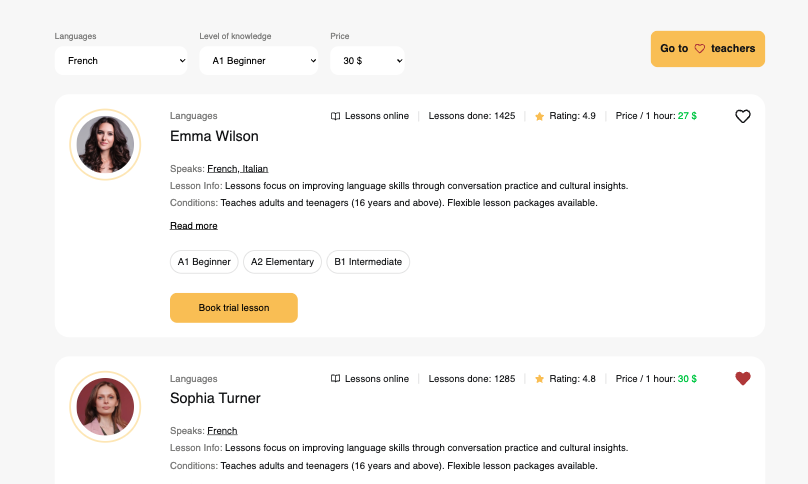 Languages
Level of knowledge
Price
French
A1 Beginner
30 $
Go to teachers
Languages
Lessons online
Lessons done: 1425
Rating: 4.9
Price / 1 hour: 27 $
Emma Wilson
Speaks: French, Italian
Lesson Info: Lessons focus on improving language skills through conversation practice and cultural insights.
Conditions: Teaches adults and teenagers (16 years and above). Flexible lesson packages available.
Read more
A1 Beginner
A2 Elementary
B1 Intermediate
Book trial lesson
Languages
Lessons online
Lessons done: 1285
Rating: 4.8
Price / 1 hour: 30 $
Sophia Turner
Speaks: French
Lesson Info: Lessons focus on improving language skills through conversation practice and cultural insights.
Conditions: Teaches adults and teenagers (16 years and above). Flexible lesson packages available.